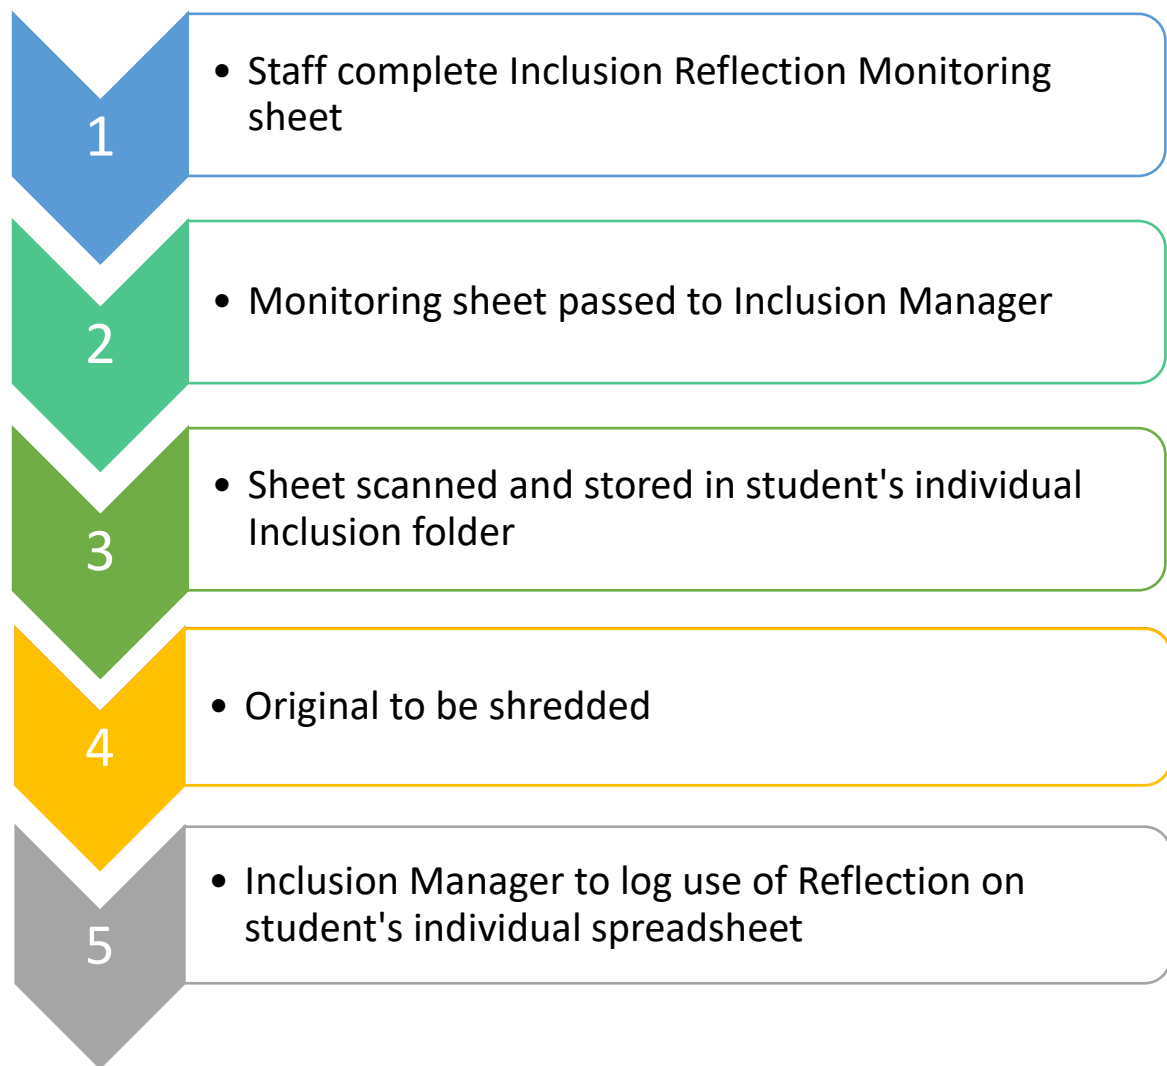 1
• Staff complete Inclusion Reflection Monitoring
sheet
2
• Monitoring sheet passed to Inclusion Manager
3
• Sheet scanned and stored in student's individual
Inclusion folder
4
• Original to be shredded
5
• Inclusion Manager to log use of Reflection on
student's individual spreadsheet